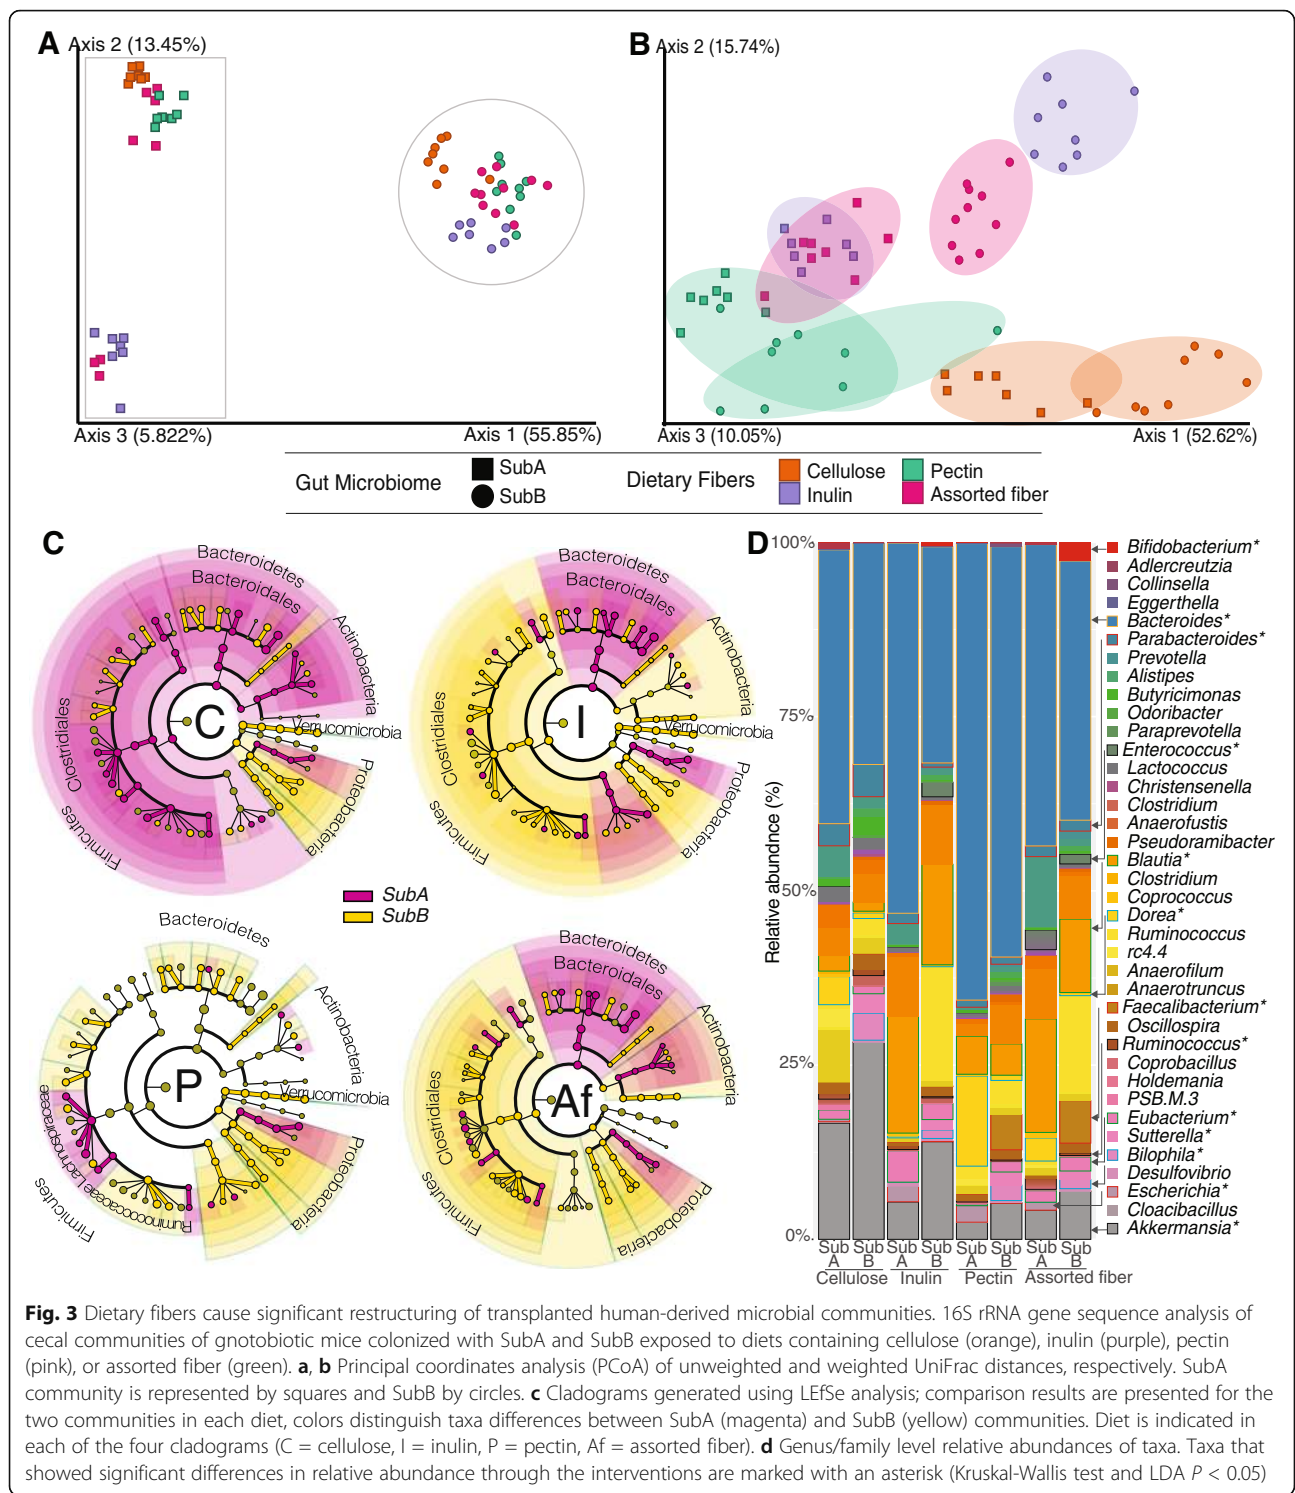 A
Axis 2 (13.45%)
Axis 3 (5.822%)
Axis 1 (55.85%)
B
Axis 2 (15.74%)
Axis 3 (10.05%)
Axis 1 (52.62%)
Gut Microbiome
SubA
SubB
Dietary Fibers
Cellulose
Inulin
Pectin
Assorted fiber
C
Bacteroidetes
Bacteroidales
Actinobacteria
Verrucomicrobia
Proteobacteria
Clostridiales
Firmicutes
C
Bacteroidetes
Bacteroidales
Actinobacteria
Verrucomicrobia
Proteobacteria
Clostridiales
Firmicutes
I
SubA
SubB
Bacteroidetes
Actinobacteria
Verrucomicrobia
Proteobacteria
Lachnospiraceae
Ruminococcaceae
Firmicutes
P
Bacteroidetes
Bacteroidales
Actinobacteria
Proteobacteria
Clostridiales
Firmicutes
Af
D
Relative abundnce (%)
100%
75%
50%
25%
0%
Sub A
Sub B
Sub A
Sub B
Sub A
Sub B
Sub A
Sub B
Cellulose
Inulin
Pectin
Assorted fiber
Bifidobacterium*
Adlercreutzia
Collinsella
Eggerthella
Bacteroides*
Parabacteroides*
Prevotella
Alistipes
Butyricimonas
Odoribacter
Paraprevotella
Enterococcus*
Lactococcus
Christensenella
Clostridium
Anaerofustis
Pseudoramibacter
Blautia*
Clostridium
Coprococcus
Dorea*
Ruminococcus
rc4.4
Anaerofilum
Anaerotruncus
Faecalibacterium*
Oscillospira
Ruminococcus*
Coprobacillus
Holdemania
PSB.M.3
Eubacterium*
Sutterella*
Bilophila*
Desulfovibrio
Escherichia*
Cloacibacillus
Akkermansia*
Fig. 3 Dietary fibers cause significant restructuring of transplanted human-derived microbial communities. 16S rRNA gene sequence analysis of
cecal communities of gnotobiotic mice colonized with SubA and SubB exposed to diets containing cellulose (orange), inulin (purple), pectin
(pink), or assorted fiber (green). a, b Principal coordinates analysis (PCoA) of unweighted and weighted UniFrac distances, respectively. SubA
community is represented by squares and SubB by circles. c Cladograms generated using LEfSe analysis; comparison results are presented for the
two communities in each diet, colors distinguish taxa differences between SubA (magenta) and SubB (yellow) communities. Diet is indicated in
each of the four cladograms (C = cellulose, I = inulin, P = pectin, Af = assorted fiber). d Genus/family level relative abundances of taxa. Taxa that
showed significant differences in relative abundance through the interventions are marked with an asterisk (Kruskal-Wallis test and LDA P < 0.05)